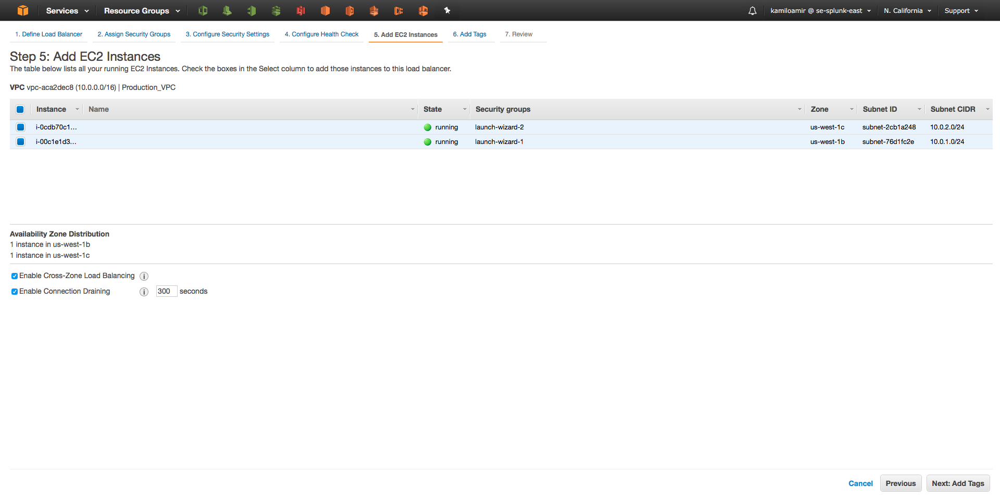 Services Resource Groups kamiloamir @ se-splunk-east N. California Support
1. Define Load Balancer 2. Assign Security Groups 3. Configure Security Settings 4. Configure Health Check 5. Add EC2 Instances 6. Add Tags 7. Review
Step 5: Add EC2 Instances
The table below lists all your running EC2 Instances. Check the boxes in the Select column to add those instances to this load balancer.
VPC vpc-aca2dec8 (10.0.0.0/16) | Production_VPC
Instance Name State Security groups Zone Subnet ID Subnet CIDR
i-0cdb70c1... running launch-wizard-2 us-west-1c subnet-2cb1a248 10.0.2.0/24
i-00c1e1d3... running launch-wizard-1 us-west-1b subnet-76d1fc2e 10.0.1.0/24
Availability Zone Distribution
1 instance in us-west-1b
1 instance in us-west-1c
Enable Cross-Zone Load Balancing i
Enable Connection Draining i 300 seconds
Cancel Previous Next: Add Tags